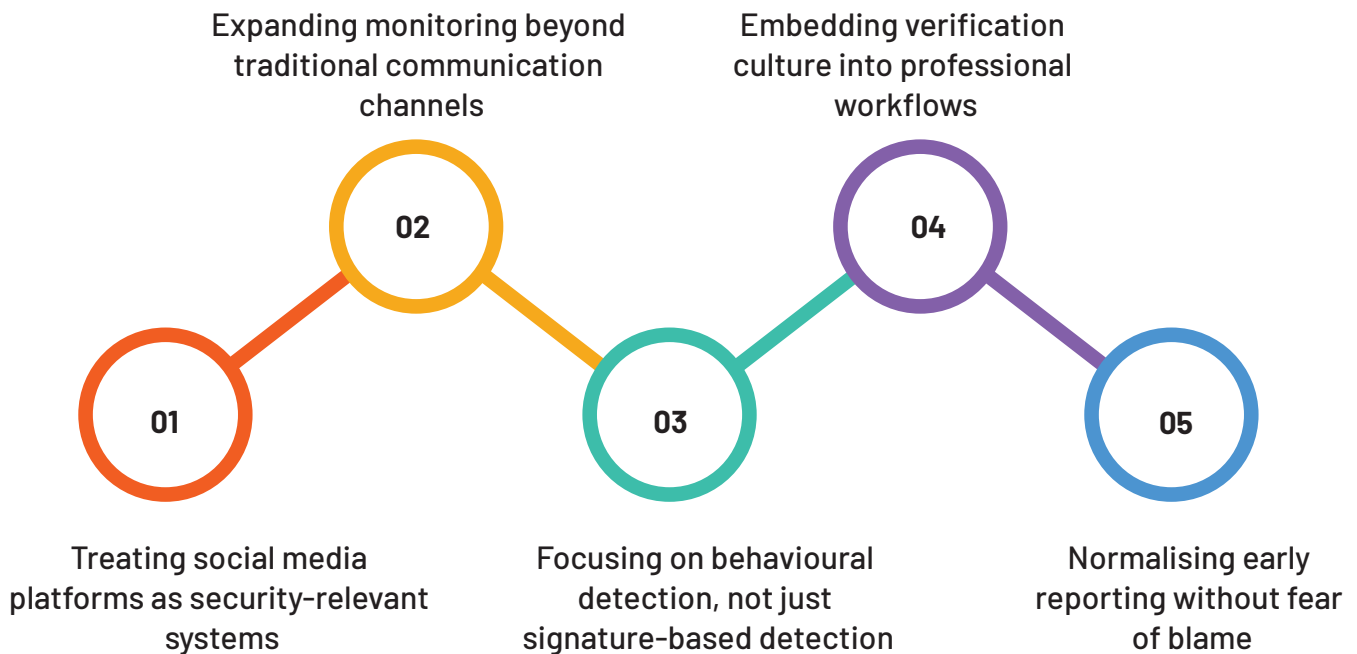 Expanding monitoring beyond
traditional communication
channels
Embedding verification
culture into professional
workflows
02
04
01
03
05
Treating social media
platforms as security-relevant
systems
Focusing on behavioural
detection, not just
signature-based detection
Normalising early
reporting without fear
of blame